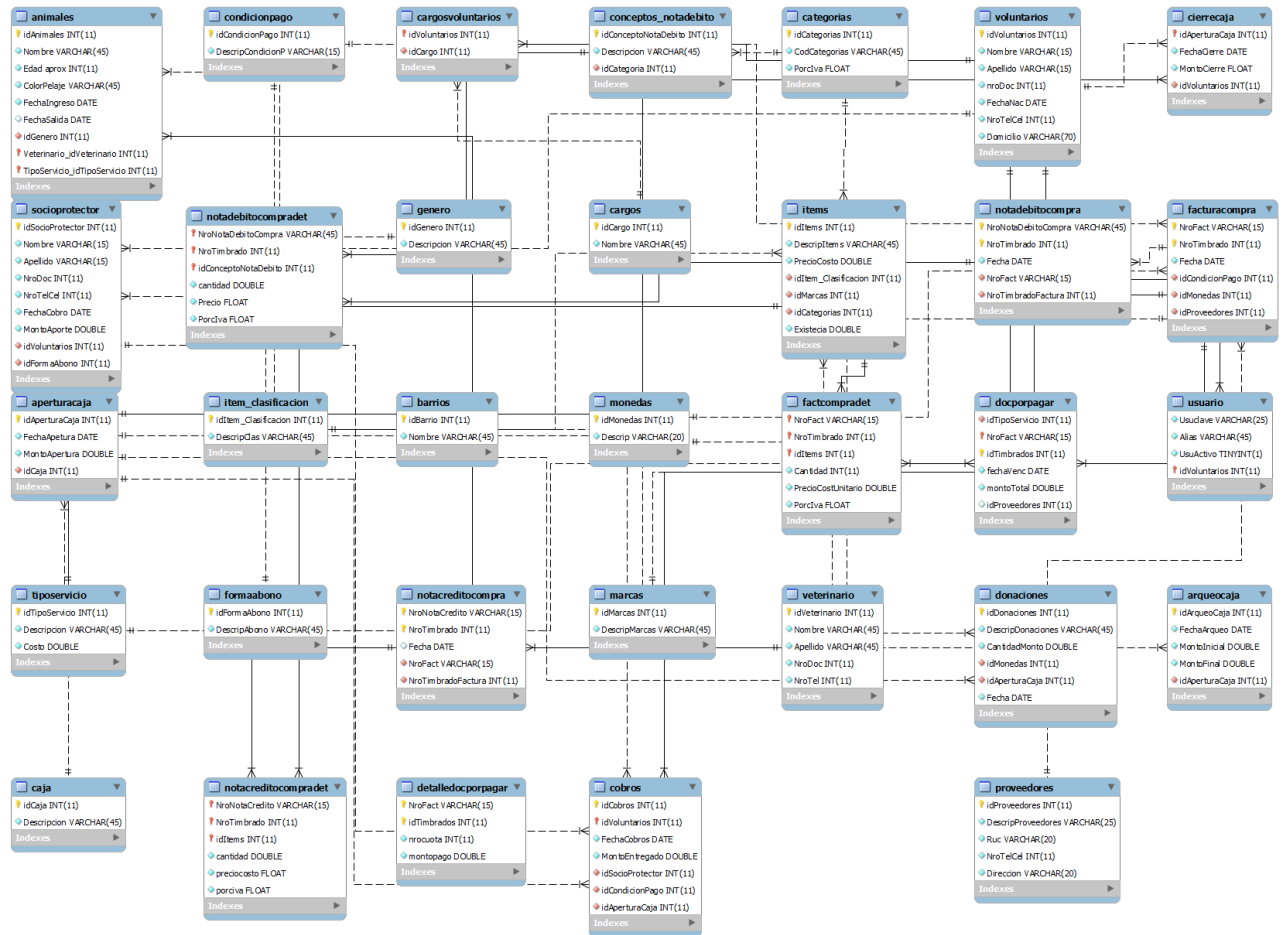 animales
idAnimales INT(11)
Nombre VARCHAR(45)
Edad aprox INT(11)
ColorPelaje VARCHAR(45)
FechaIngreso DATE
FechaSalida DATE
idGenero INT(11)
Veterinario_idVeterinario INT(11)
TipoServicio_idTipoServicio INT(11)
Indexes
condicionpago
idCondicionPago INT(11)
DescripCondicionP VARCHAR(15)
Indexes
cargosvoluntarios
idVoluntarios INT(11)
idCargo INT(11)
Indexes
conceptos_notadebito
idConceptoNotaDebito INT(11)
Descripcion VARCHAR(45)
idCategoria INT(11)
Indexes
categorias
idCategorias INT(11)
CodCategorias VARCHAR(45)
PorcIva FLOAT
Indexes
voluntarios
idVoluntarios INT(11)
Nombre VARCHAR(15)
Apellido VARCHAR(15)
nroDoc INT(11)
FechaNac DATE
NroTelCel INT(11)
Domicilio VARCHAR(70)
Indexes
cierrecaja
idAperturaCaja INT(11)
FechaCierre DATE
MontoCierre FLOAT
idVoluntarios INT(11)
Indexes
socioprotector
idSocioProtector INT(11)
Nombre VARCHAR(15)
Apellido VARCHAR(15)
NroDoc INT(11)
NroTelCel INT(11)
FechaCobro DATE
MontoAporte DOUBLE
idVoluntarios INT(11)
idFormaAbono INT(11)
Indexes
notadebitocompradet
NroNotaDebitoCompra VARCHAR(45)
NroTimbrado INT(11)
idConceptoNotaDebito INT(11)
cantidad DOUBLE
Precio FLOAT
PorcIva FLOAT
Indexes
genero
idGenero INT(11)
Descripcion VARCHAR(45)
Indexes
cargos
idCargo INT(11)
Nombre VARCHAR(45)
Indexes
items
idItems INT(11)
DescripItems VARCHAR(45)
PrecioCosto DOUBLE
idItem_Clasificacion INT(11)
idMarcas INT(11)
idCategorias INT(11)
Existecia DOUBLE
Indexes
notadebitocompra
NroNotaDebitoCompra VARCHAR(45)
NroTimbrado INT(11)
Fecha DATE
NroFact VARCHAR(15)
NroTimbradoFactura INT(11)
Indexes
facturacompra
NroFact VARCHAR(15)
NroTimbrado INT(11)
Fecha DATE
idCondicionPago INT(11)
idMonedas INT(11)
idProveedores INT(11)
Indexes
aperturacaja
idAperturaCaja INT(11)
FechaApetura DATE
MontoApertura DOUBLE
idCaja INT(11)
Indexes
item_clasificacion
idItem_Clasificacion INT(11)
DescripClas VARCHAR(45)
Indexes
barrios
idBarrio INT(11)
Nombre VARCHAR(45)
Indexes
monedas
idMonedas INT(11)
Descrip VARCHAR(20)
Indexes
factcompradet
NroFact VARCHAR(15)
NroTimbrado INT(11)
idItems INT(11)
Cantidad INT(11)
PrecioCostUnitario DOUBLE
PorcIva FLOAT
Indexes
docporpagar
idTipoServicio INT(11)
NroFact VARCHAR(15)
idTimbrados INT(11)
fechaVenc DATE
montoTotal DOUBLE
idProveedores INT(11)
Indexes
usuario
Usuclave VARCHAR(25)
Alias VARCHAR(45)
UsuActivo TINYINT(1)
idVoluntarios INT(11)
Indexes
tiposervicio
idTipoServicio INT(11)
Descripcion VARCHAR(45)
Costo DOUBLE
Indexes
formaabono
idFormaAbono INT(11)
DescripAbono VARCHAR(45)
Indexes
notacreditocompra
NroNotaCredito VARCHAR(15)
NroTimbrado INT(11)
Fecha DATE
NroFact VARCHAR(15)
NroTimbradoFactura INT(11)
Indexes
marcas
idMarcas INT(11)
DescripMarcas VARCHAR(45)
Indexes
veterinario
idVeterinario INT(11)
Nombre VARCHAR(45)
Apellido VARCHAR(45)
NroDoc INT(11)
NroTel INT(11)
Indexes
donaciones
idDonaciones INT(11)
DescripDonaciones VARCHAR(45)
CantidadMonto DOUBLE
idMonedas INT(11)
idAperturaCaja INT(11)
Fecha DATE
Indexes
arqueocaja
idArqueoCaja INT(11)
FechaArqueo DATE
MontoInicial DOUBLE
MontoFinal DOUBLE
idAperturaCaja INT(11)
Indexes
caja
idCaja INT(11)
Descripcion VARCHAR(45)
Indexes
notacreditocompradet
NroNotaCredito VARCHAR(15)
NroTimbrado INT(11)
idItems INT(11)
cantidad DOUBLE
preciocosto FLOAT
porciva FLOAT
Indexes
detalledocporpagar
NroFact VARCHAR(15)
idTimbrados INT(11)
nrocuota INT(11)
montopago DOUBLE
Indexes
cobros
idCobros INT(11)
idVoluntarios INT(11)
FechaCobros DATE
MontoEntregado DOUBLE
idSocioProtector INT(11)
idCondicionPago INT(11)
idAperturaCaja INT(11)
Indexes
proveedores
idProveedores INT(11)
DescripProveedores VARCHAR(25)
Ruc VARCHAR(20)
NroTelCel INT(11)
Direccion VARCHAR(20)
Indexes